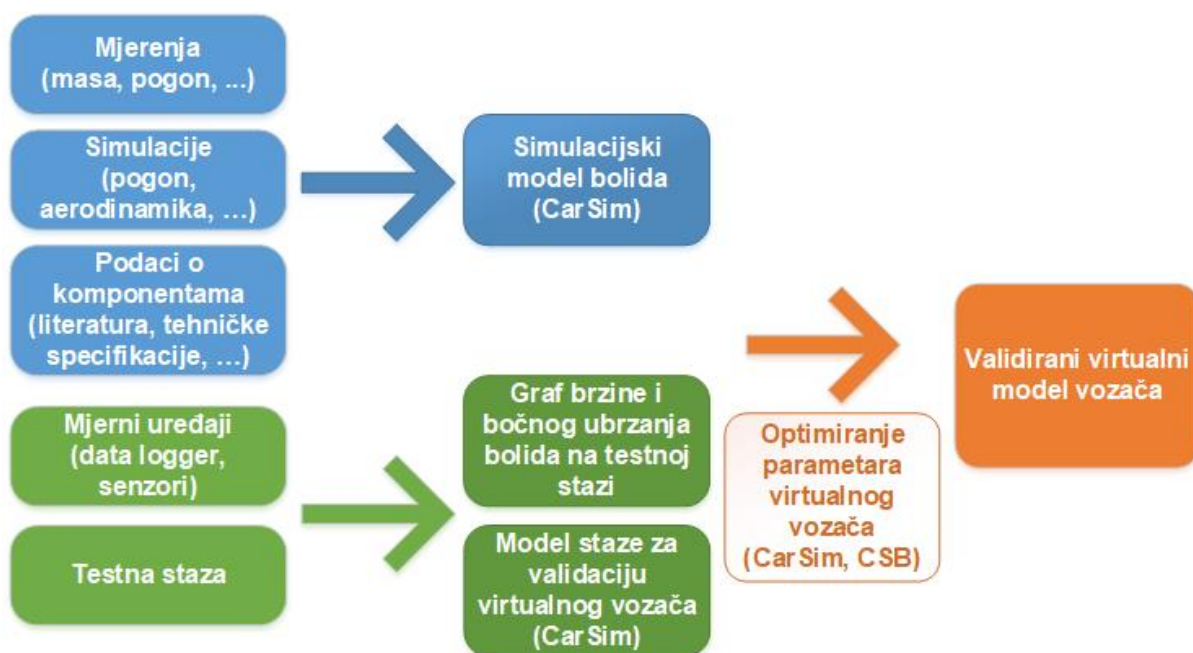 Mjerenja
(masa, pogon, ...)
Simulacije
(pogon,
aerodinamika, ...)
Podaci o
komponentama
(literatura, tehničke
specifikacije, ...)
Mjerni uređaji
(data logger,
senzori)
Testna staza
Simulacijski
model bolida
(CarSim)
Graf brzine i
bočnog ubrzanja
bolida na testnoj
stazi
Model staze za
validaciju
virtualnog vozača
(CarSim)
Optimiranje
parametara
virtualnog
vozača
(CarSim, CSB)
Validirani virtualni
model vozača